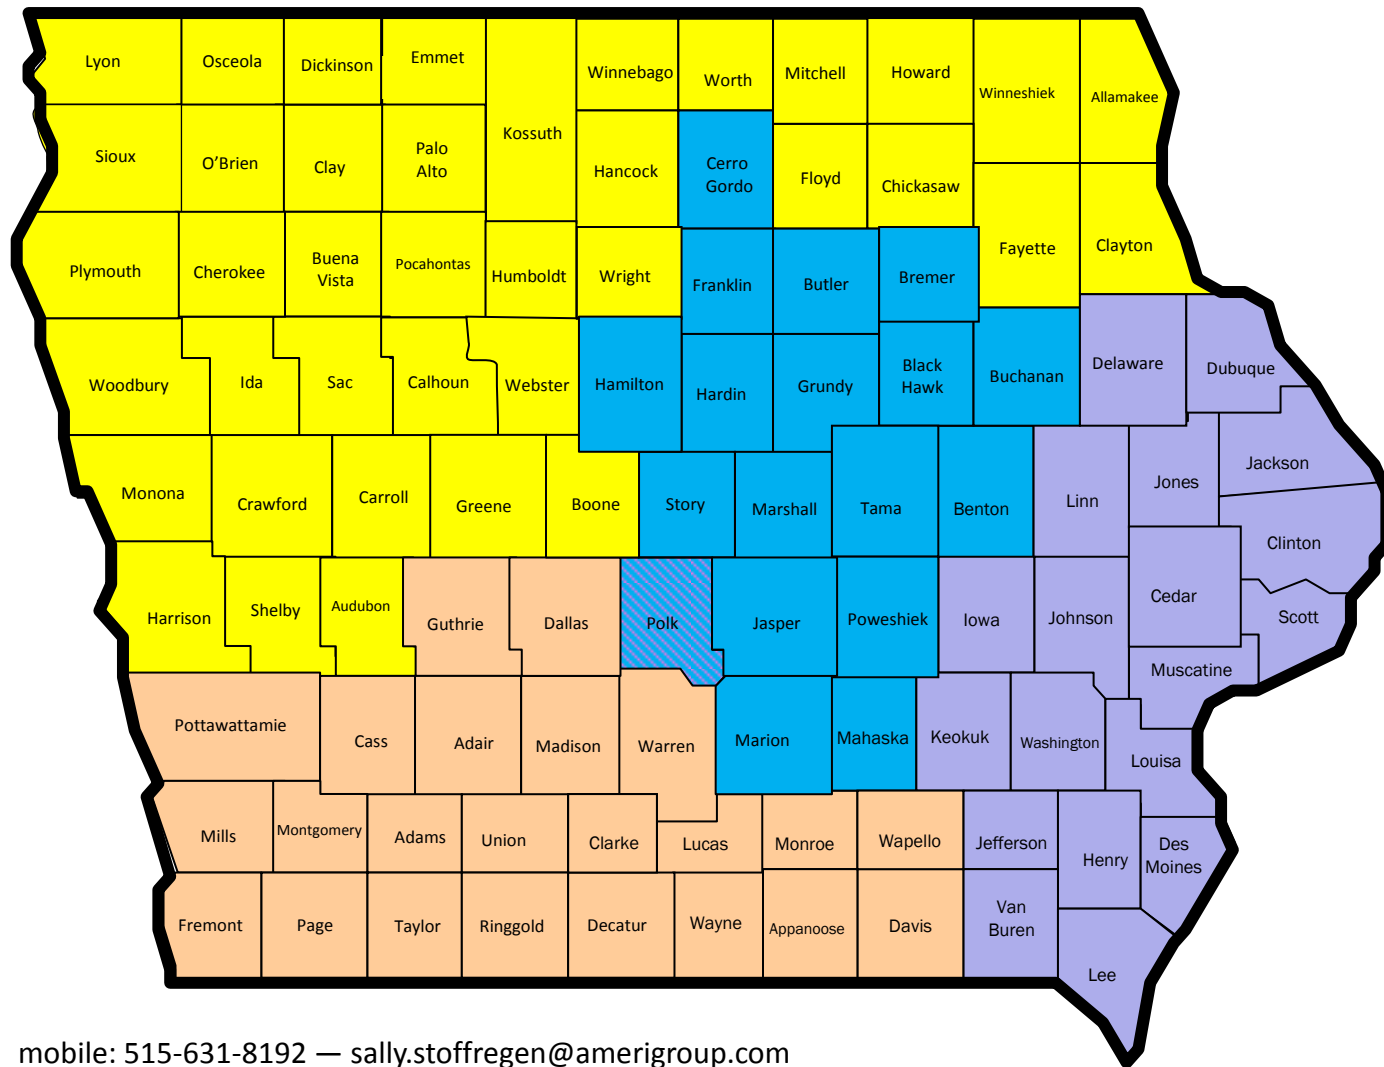 Lyon
Osceola
Dickinson
Emmet
Kossuth
Winnebago
Worth
Mitchell
Howard
Winneshiek
Allamakee
Sioux
O’Brien
Clay
Palo
Alto
Hancock
Cerro
Gordo
Floyd
Chickasaw
Plymouth
Cherokee
Buena
Vista
Pocahontas
Humboldt
Wright
Franklin
Butler
Bremer
Fayette
Clayton
Woodbury
Ida
Sac
Calhoun
Webster
Hamilton
Hardin
Grundy
Black
Hawk
Buchanan
Delaware
Dubuque
Monona
Crawford
Carroll
Greene
Boone
Story
Marshall
Tama
Benton
Linn
Jones
Jackson
Clinton
Harrison
Shelby
Audubon
Guthrie
Dallas
Polk
Jasper
Poweshiek
Iowa
Johnson
Cedar
Scott
Muscatine
Pottawattamie
Cass
Adair
Madison
Warren
Marion
Mahaska
Keokuk
Washington
Louisa
Mills
Montgomery
Adams
Union
Clarke
Lucas
Monroe
Wapello
Jefferson
Henry
Des
Moines
Fremont
Page
Taylor
Ringgold
Decatur
Wayne
Appanoose
Davis
Van
Buren
Lee
mobile: 515-631-8192 — sally.stoffregen@amerigroup.com